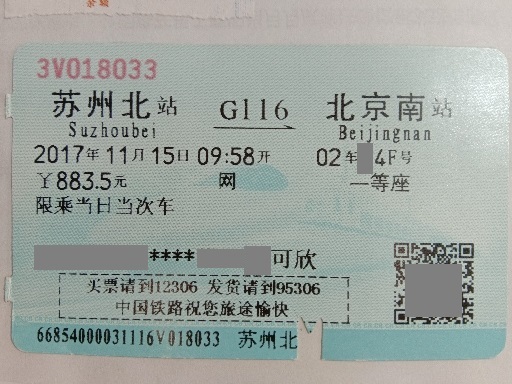 3V018033
苏州北站 G116 北京南站
Suzhoubei Beijingnan
2017年11月15日09:58开 02车 4F号
￥883.5元 网 一等座
限乘当日当次车
****可欣
买票请到12306 发货请到95306
中国铁路祝您旅途愉快
66854000031116V018033 苏州北